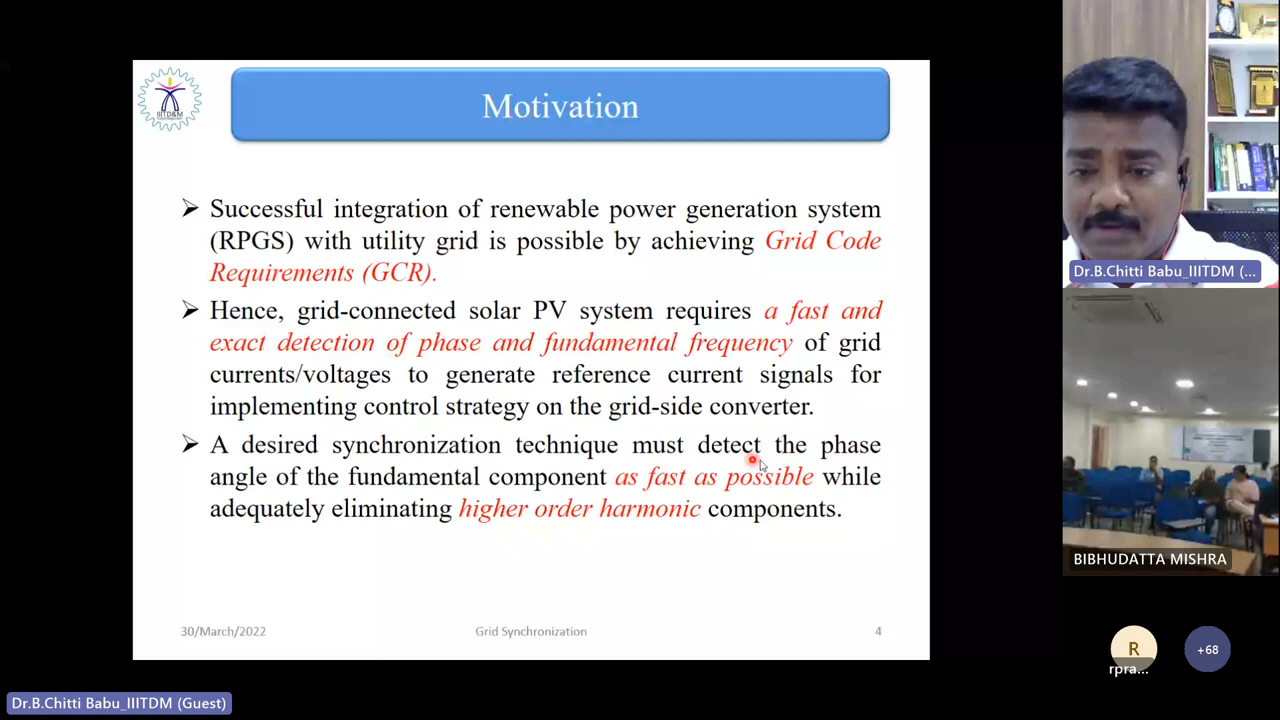 IIITD&M
Motivation
➢ Successful integration of renewable power generation system
(RPGS) with utility grid is possible by achieving Grid Code
Requirements (GCR).
➢ Hence, grid-connected solar PV system requires a fast and
exact detection of phase and fundamental frequency of grid
currents/voltages to generate reference current signals for
implementing control strategy on the grid-side converter.
➢ A desired synchronization technique must detect the phase
angle of the fundamental component as fast as possible while
adequately eliminating higher order harmonic components.
30/March/2022
Grid Synchronization
4
Dr.B.Chitti Babu_IIITDM (...
BIBHUDATTA MISHRA
R
rpra...
+68
Dr.B.Chitti Babu_IIITDM (Guest)